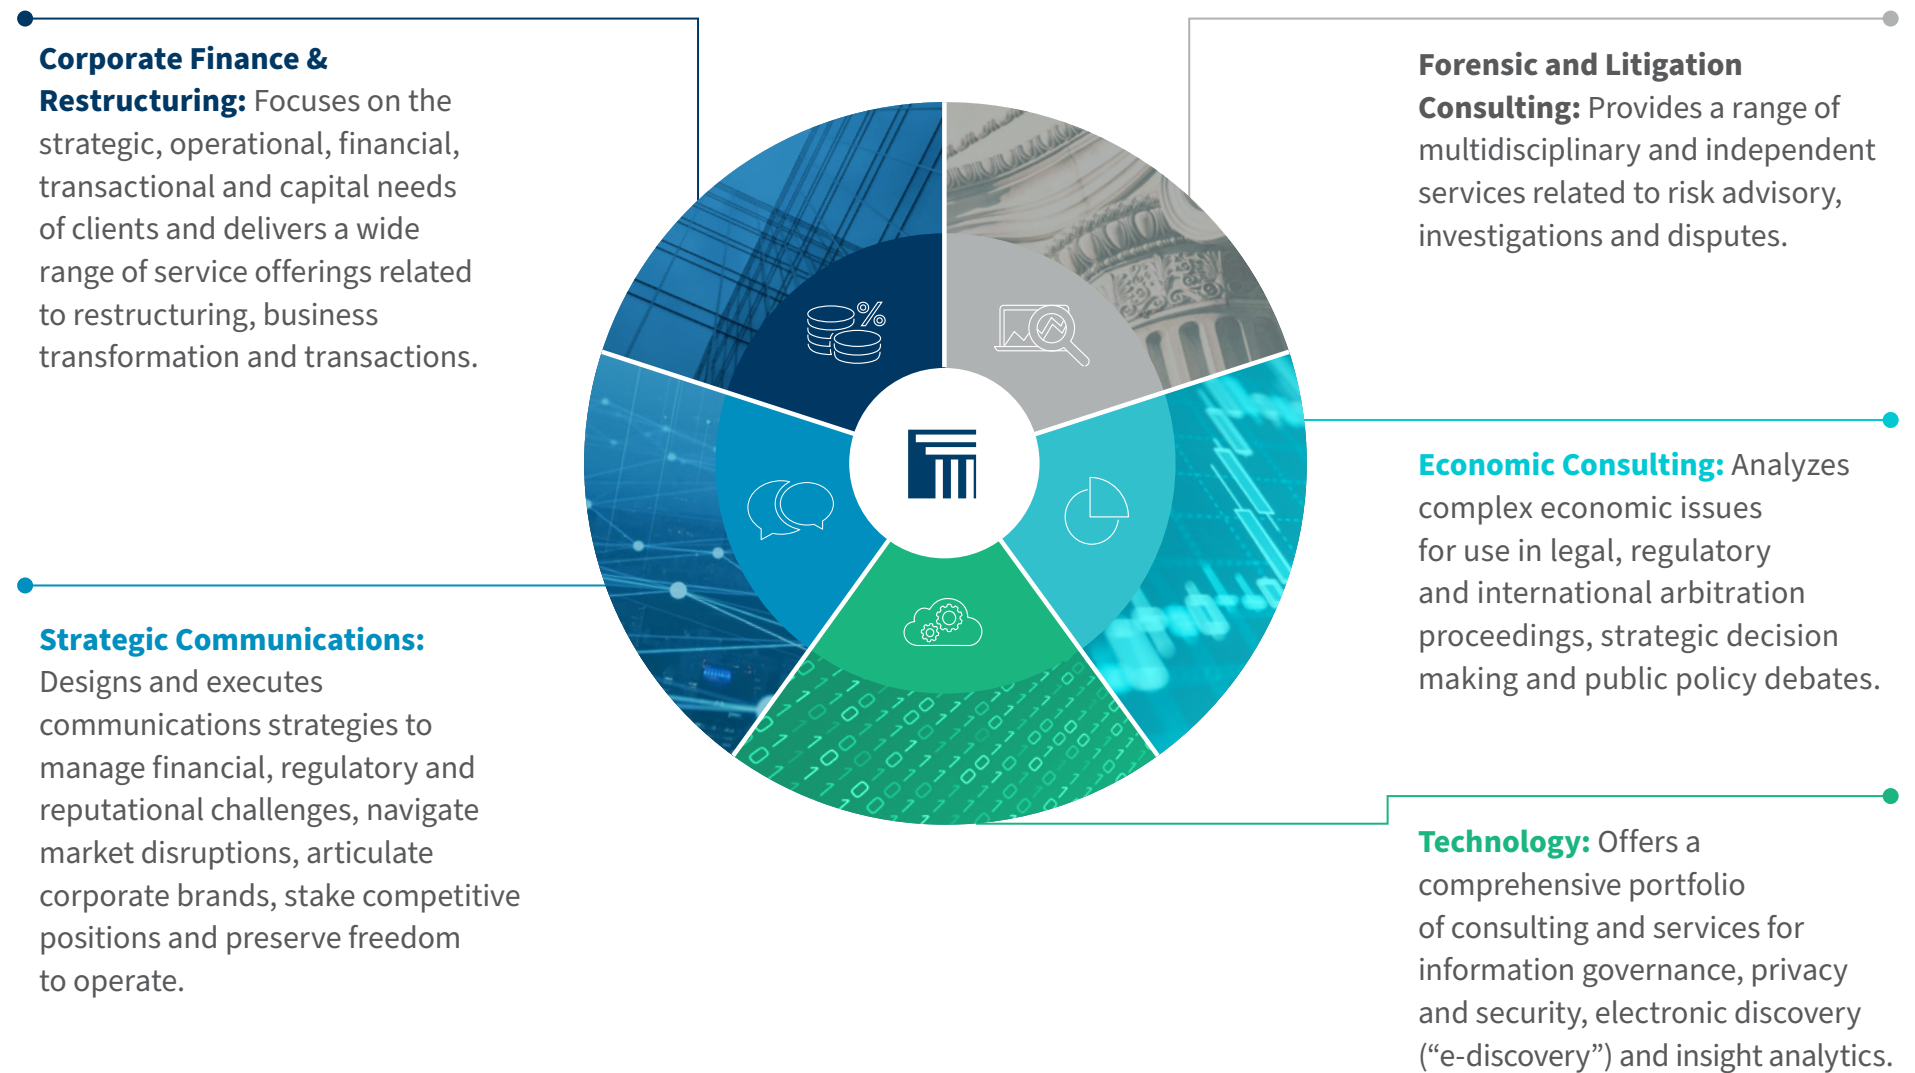 Corporate Finance &
Restructuring: Focuses on the
strategic, operational, financial,
transactional and capital needs
of clients and delivers a wide
range of service offerings related
to restructuring, business
transformation and transactions.
Strategic Communications:
Designs and executes
communications strategies to
manage financial, regulatory and
reputational challenges, navigate
market disruptions, articulate
corporate brands, stake competitive
positions and preserve freedom
to operate.
Forensic and Litigation
Consulting: Provides a range of
multidisciplinary and independent
services related to risk advisory,
investigations and disputes.
Economic Consulting: Analyzes
complex economic issues
for use in legal, regulatory
and international arbitration
proceedings, strategic decision
making and public policy debates.
Technology: Offers a
comprehensive portfolio
of consulting and services for
information governance, privacy
and security, electronic discovery
(“e-discovery”) and insight analytics.
%